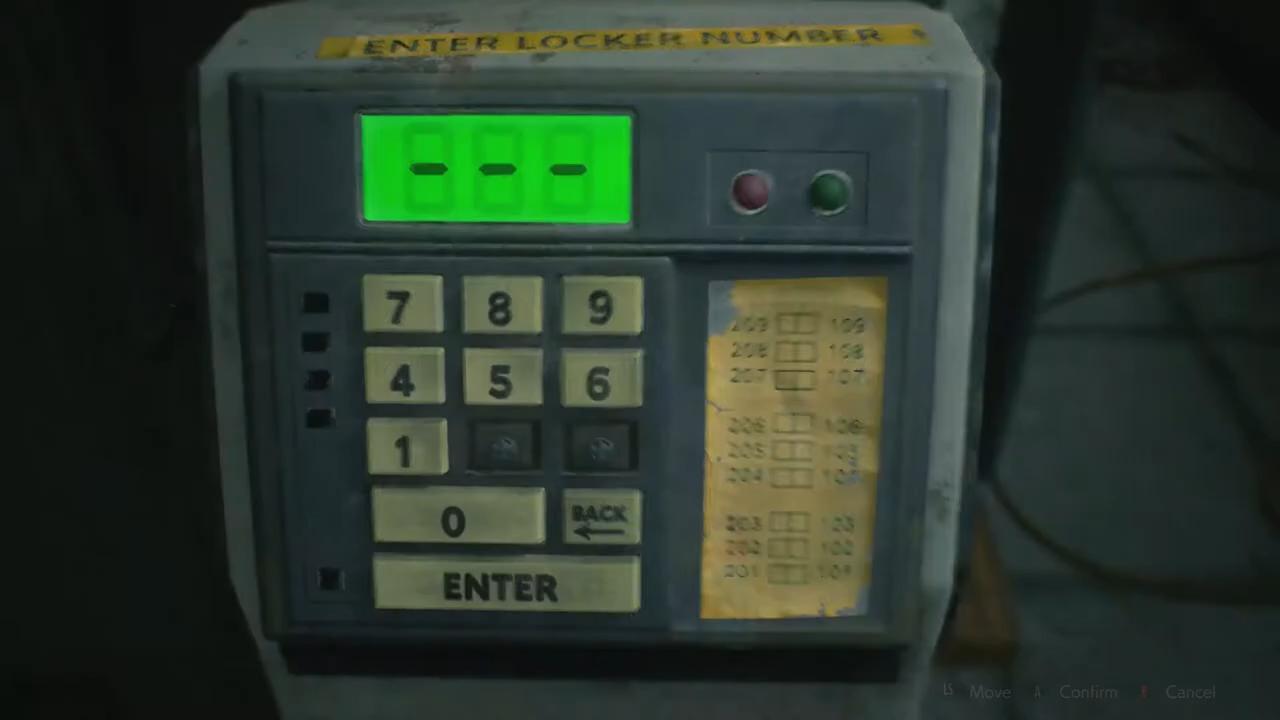 ENTER LOCKER NUMBER
- - -
7 8 9
4 5 6
1
0 BACK
ENTER
209 109
208 108
207 107
206 106
205
204
203 103
202 102
201 101
LS Move A Confirm B Cancel